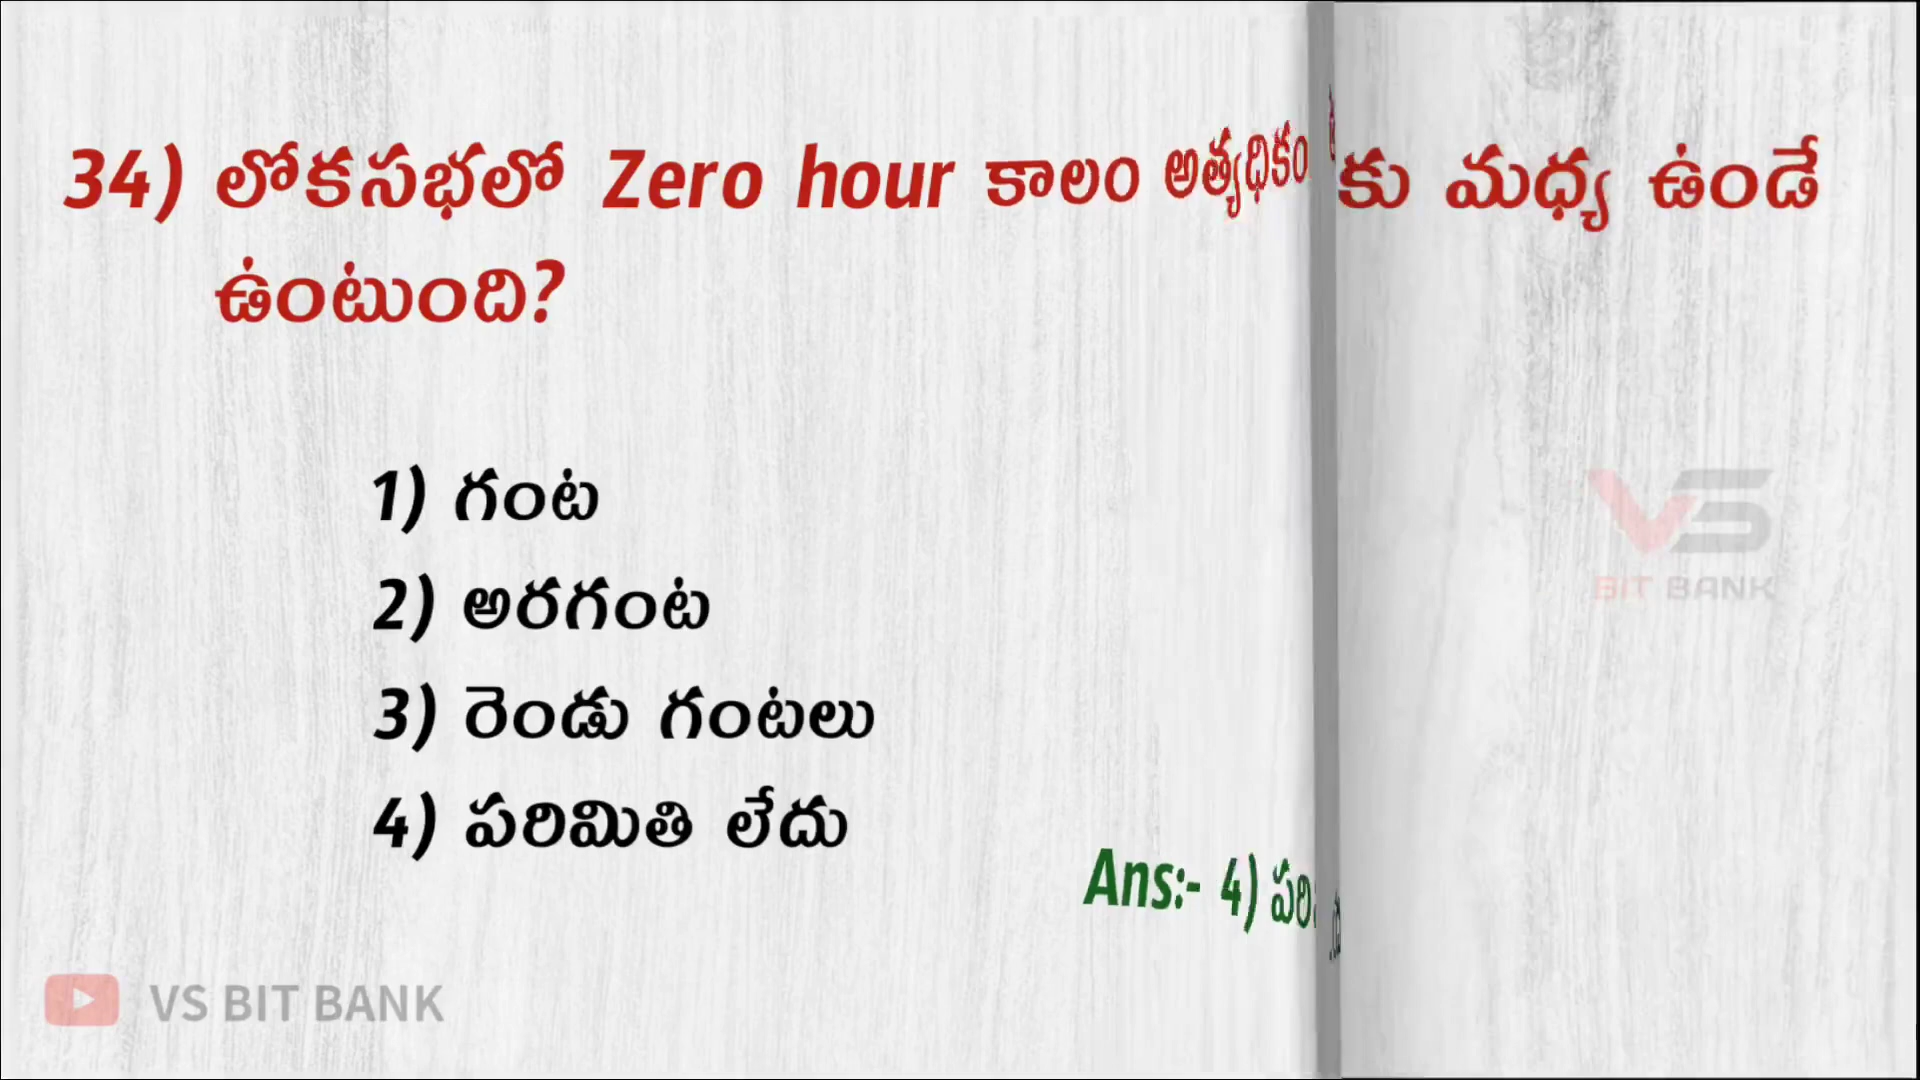 34) లోకసభలో Zero hour కాలం అత్యధికం
ఉంటుంది?
1) గంట
2) అరగంట
3) రెండు గంటలు
4) పరిమితి లేదు
Ans:- 4)
కు మధ్య ఉండే
VS
BIT BANK
VS BIT BANK